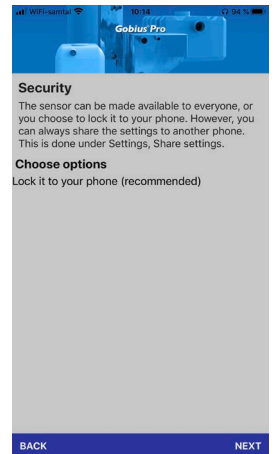 WiFi-samtal 10:14 94 %
Gobius Pro
Security
The sensor can be made available to everyone, or
you choose to lock it to your phone. However, you
can always share the settings to another phone.
This is done under Settings, Share settings.
Choose options
Lock it to your phone (recommended)
BACK NEXT